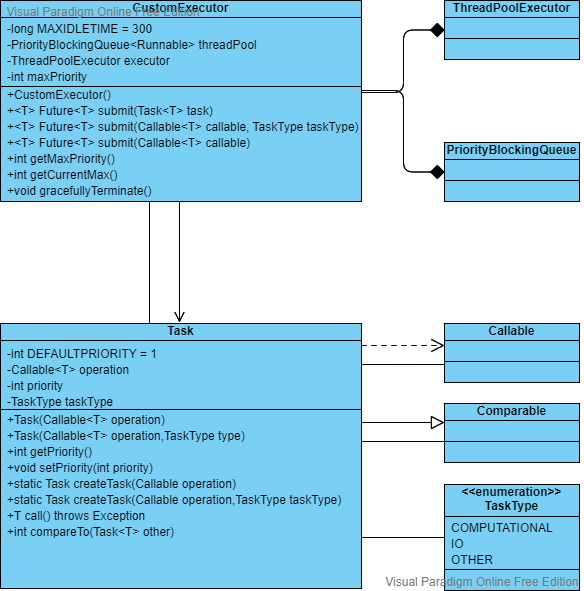 Visual Paradigm Online Free Edition
CustomExecutor
-long MAXIDLETIME = 300
-PriorityBlockingQueue<Runnable> threadPool
-ThreadPoolExecutor executor
-int maxPriority
+CustomExecutor()
+<T> Future<T> submit(Task<T> task)
+<T> Future<T> submit(Callable<T> callable, TaskType taskType)
+<T> Future<T> submit(Callable<T> callable)
+int getMaxPriority()
+int getCurrentMax()
+void gracefullyTerminate()
ThreadPoolExecutor
PriorityBlockingQueue
Task
-int DEFAULTPRIORITY = 1
-Callable<T> operation
-int priority
-TaskType taskType
+Task(Callable<T> operation)
+Task(Callable<T> operation,TaskType type)
+int getPriority()
+void setPriority(int priority)
+static Task createTask(Callable operation)
+static Task createTask(Callable operation,TaskType taskType)
+T call() throws Exception
+int compareTo(Task<T> other)
Callable
Comparable
<<enumeration>>
TaskType
COMPUTATIONAL
IO
OTHER
Visual Paradigm Online Free Edition